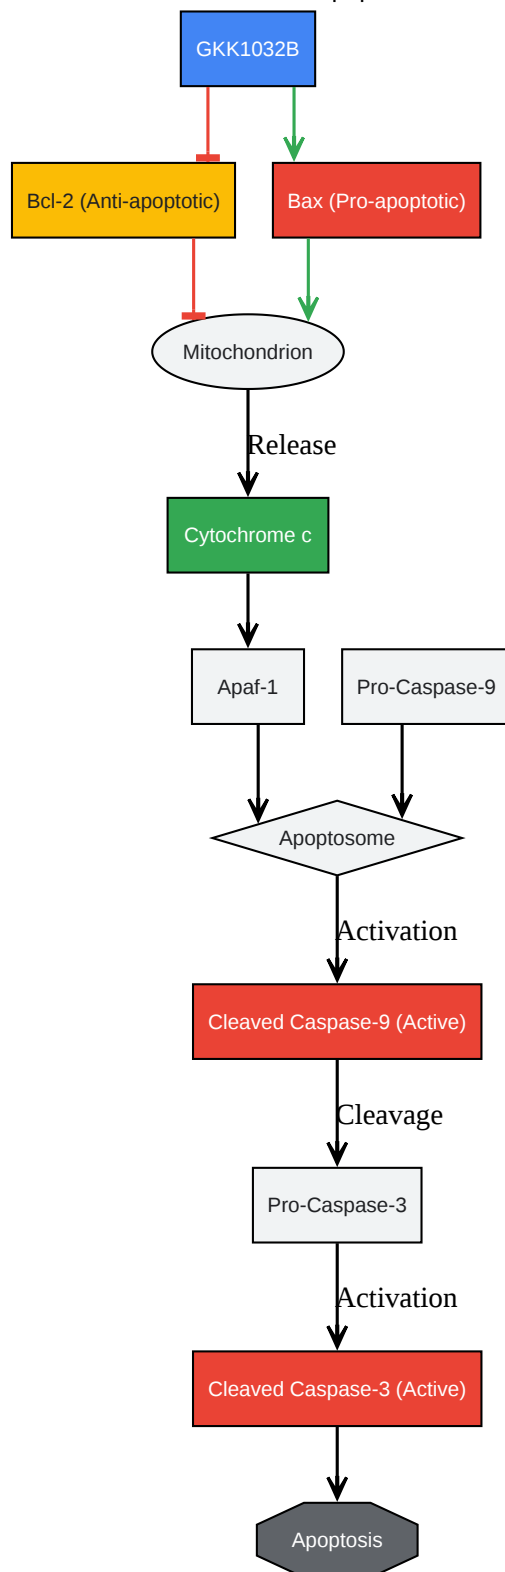 GKK1032B
Bcl-2 (Anti-apoptotic)
Bax (Pro-apoptotic)
Mitochondrion
Release
Cytochrome c
Apaf-1
Pro-Caspase-9
Apoptosome
Activation
Cleaved Caspase-9 (Active)
Cleavage
Pro-Caspase-3
Activation
Cleaved Caspase-3 (Active)
Apoptosis